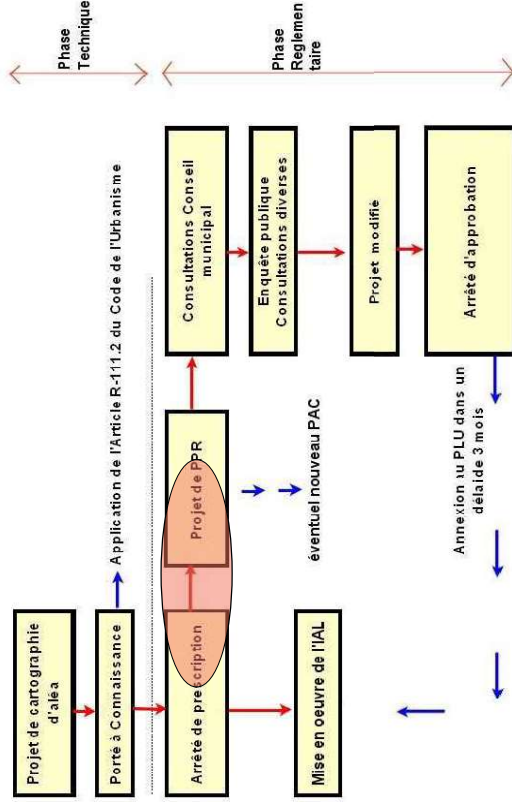 Projet de cartographie
d'aléa
Porté à Connaissance
Application de l'Article R-111.2 du Code de l'Urbanisme
Phase
Technique
Arrêté de prescription
Projet de PPR
Consultations Conseil
municipal
Phase
Reglemen
taire
Mise en oeuvre de l'IAL
éventuel nouveau PAC
Enquête publique
Consultations diverses
Projet modifié
Arrêté d'approbation
Annexion au PLU dans un
délaide 3 mois